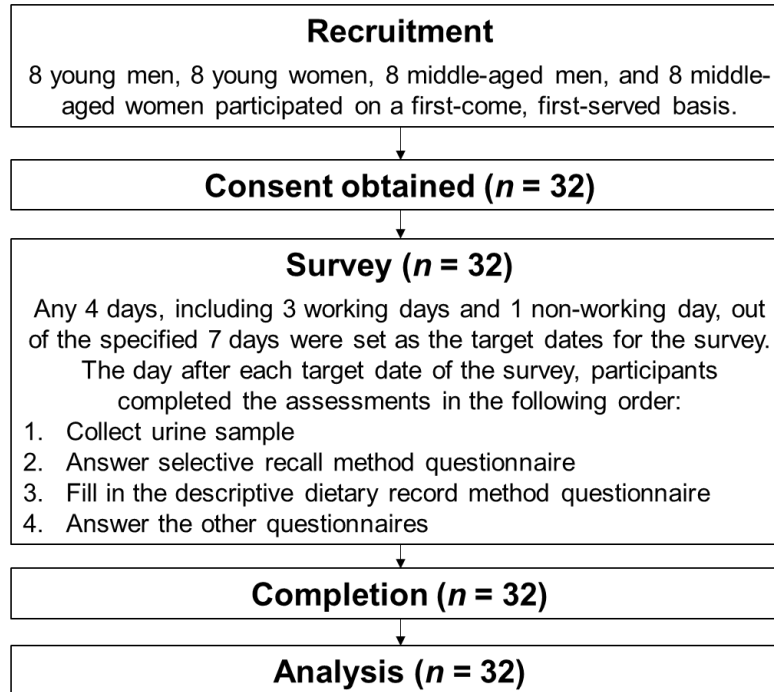 Recruitment
8 young men, 8 young women, 8 middle-aged men, and 8 middle-
aged women participated on a first-come, first-served basis.
Consent obtained (n = 32)
Survey (n = 32)
Any 4 days, including 3 working days and 1 non-working day, out
of the specified 7 days were set as the target dates for the survey.
The day after each target date of the survey, participants
completed the assessments in the following order:
1. Collect urine sample
2. Answer selective recall method questionnaire
3. Fill in the descriptive dietary record method questionnaire
4. Answer the other questionnaires
Completion (n = 32)
Analysis (n = 32)